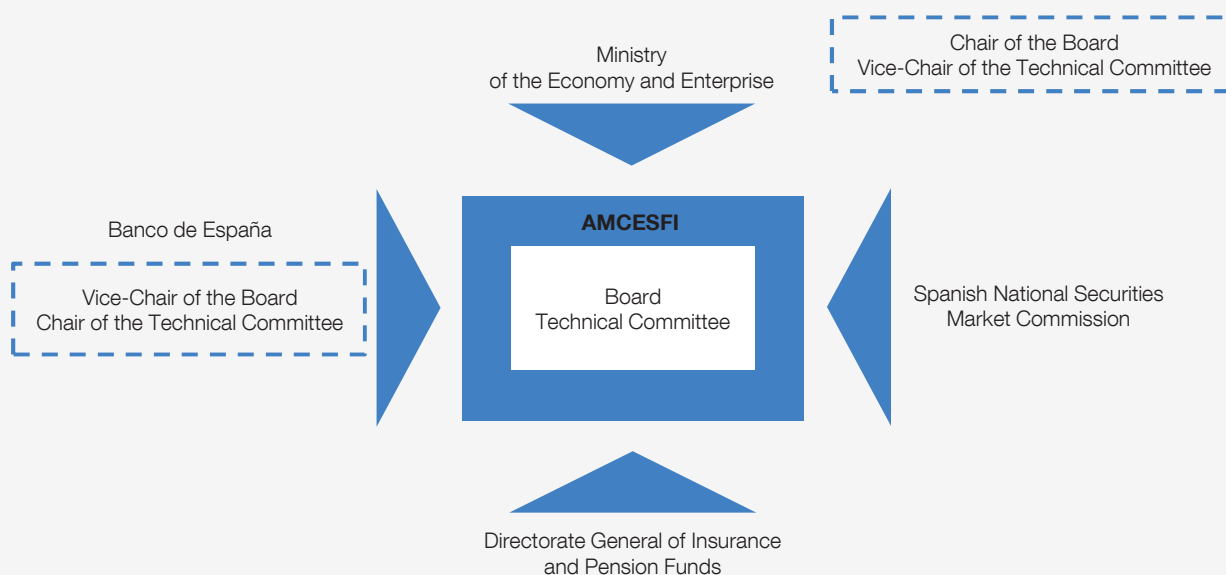 Ministry
of the Economy and Enterprise
Chair of the Board
Vice-Chair of the Technical Committee
Banco de España
Vice-Chair of the Board
Chair of the Technical Committee
AMCESFI
Board
Technical Committee
Spanish National Securities
Market Commission
Directorate General of Insurance
and Pension Funds